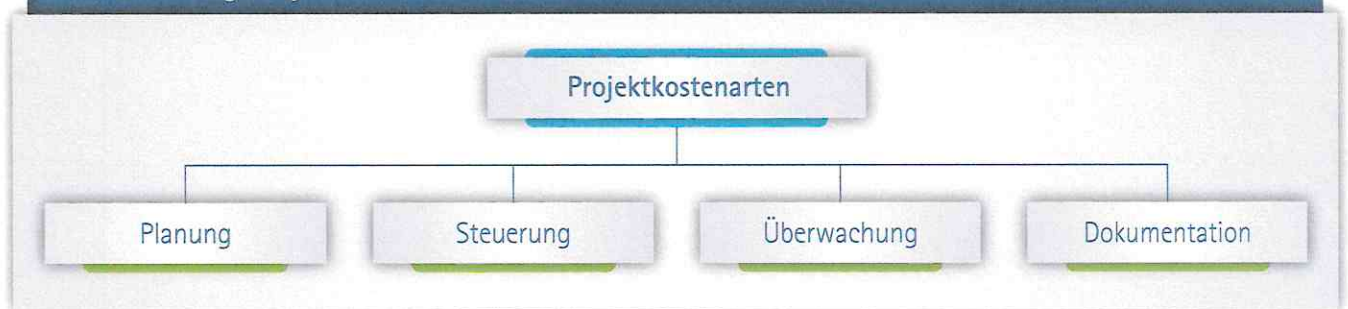 Projektkostenarten
Planung
Steuerung
Überwachung
Dokumentation